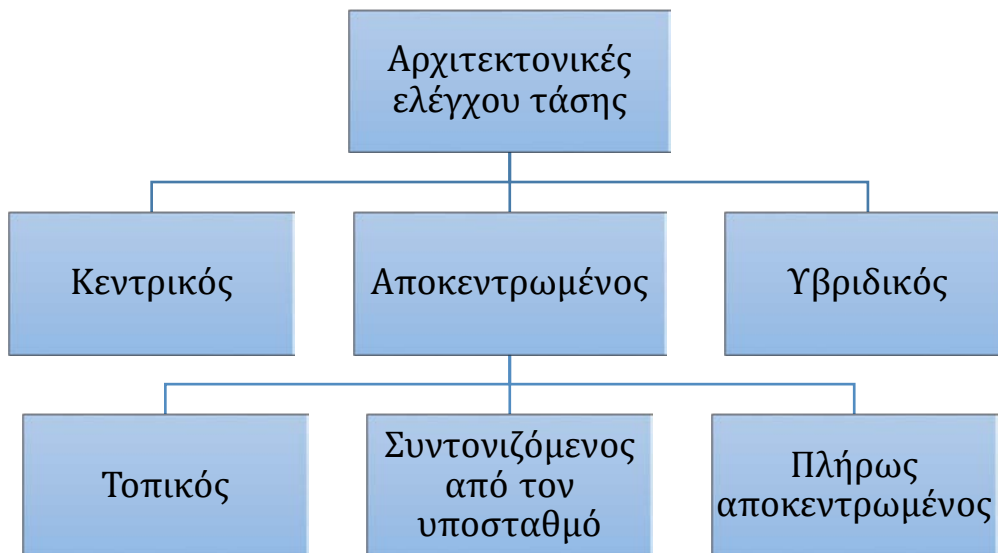 Αρχιτεκτονικές
ελέγχου τάσης
Κεντρικός
Αποκεντρωμένος
Υβριδικός
Τοπικός
Συντονιζόμενος
από τον
υποσταθμό
Πλήρως
αποκεντρωμένος